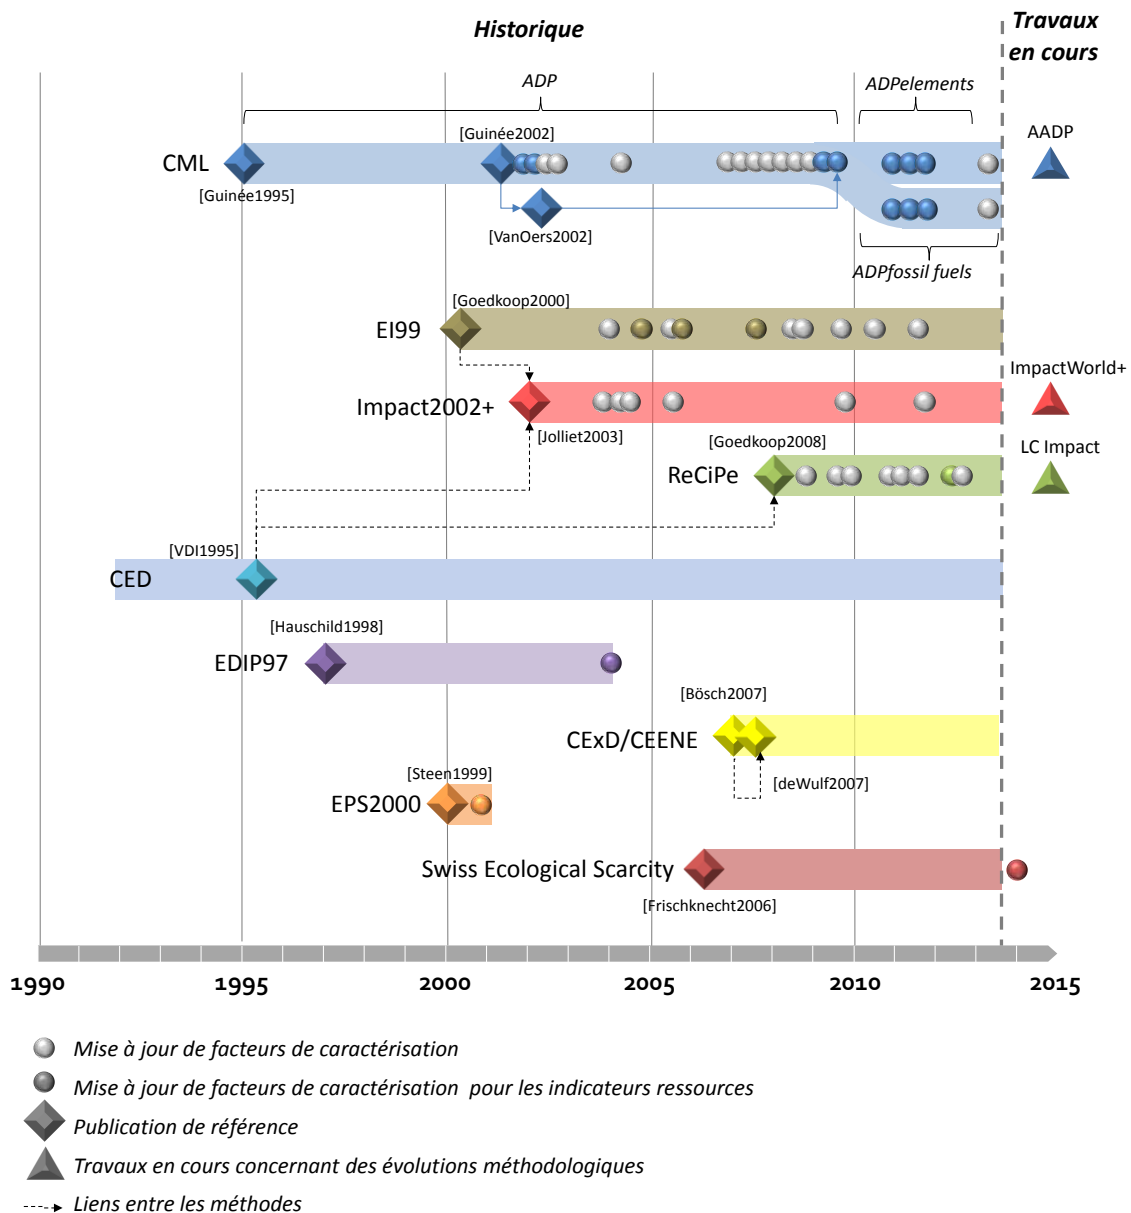 Historique
Travaux
en cours
ADP
ADPelements
[Guinée2002]
AADP
CML
[Guinée1995]
[VanOers2002]
ADPfossil fuels
[Goedkoop2000]
EI99
ImpactWorld+
Impact2002+
[Jolliet2003]
[Goedkoop2008]
LC Impact
ReCiPe
[VDI1995]
CED
[Hauschild1998]
EDIP97
[Bösch2007]
CExD/CEENE
[Steen1999]
[deWulf2007]
EPS2000
Swiss Ecological Scarcity
[Frischknecht2006]
1990 1995 2000 2005 2010 2015
Mise à jour de facteurs de caractérisation
Mise à jour de facteurs de caractérisation pour les indicateurs ressources
Publication de référence
Travaux en cours concernant des évolutions méthodologiques
Liens entre les méthodes